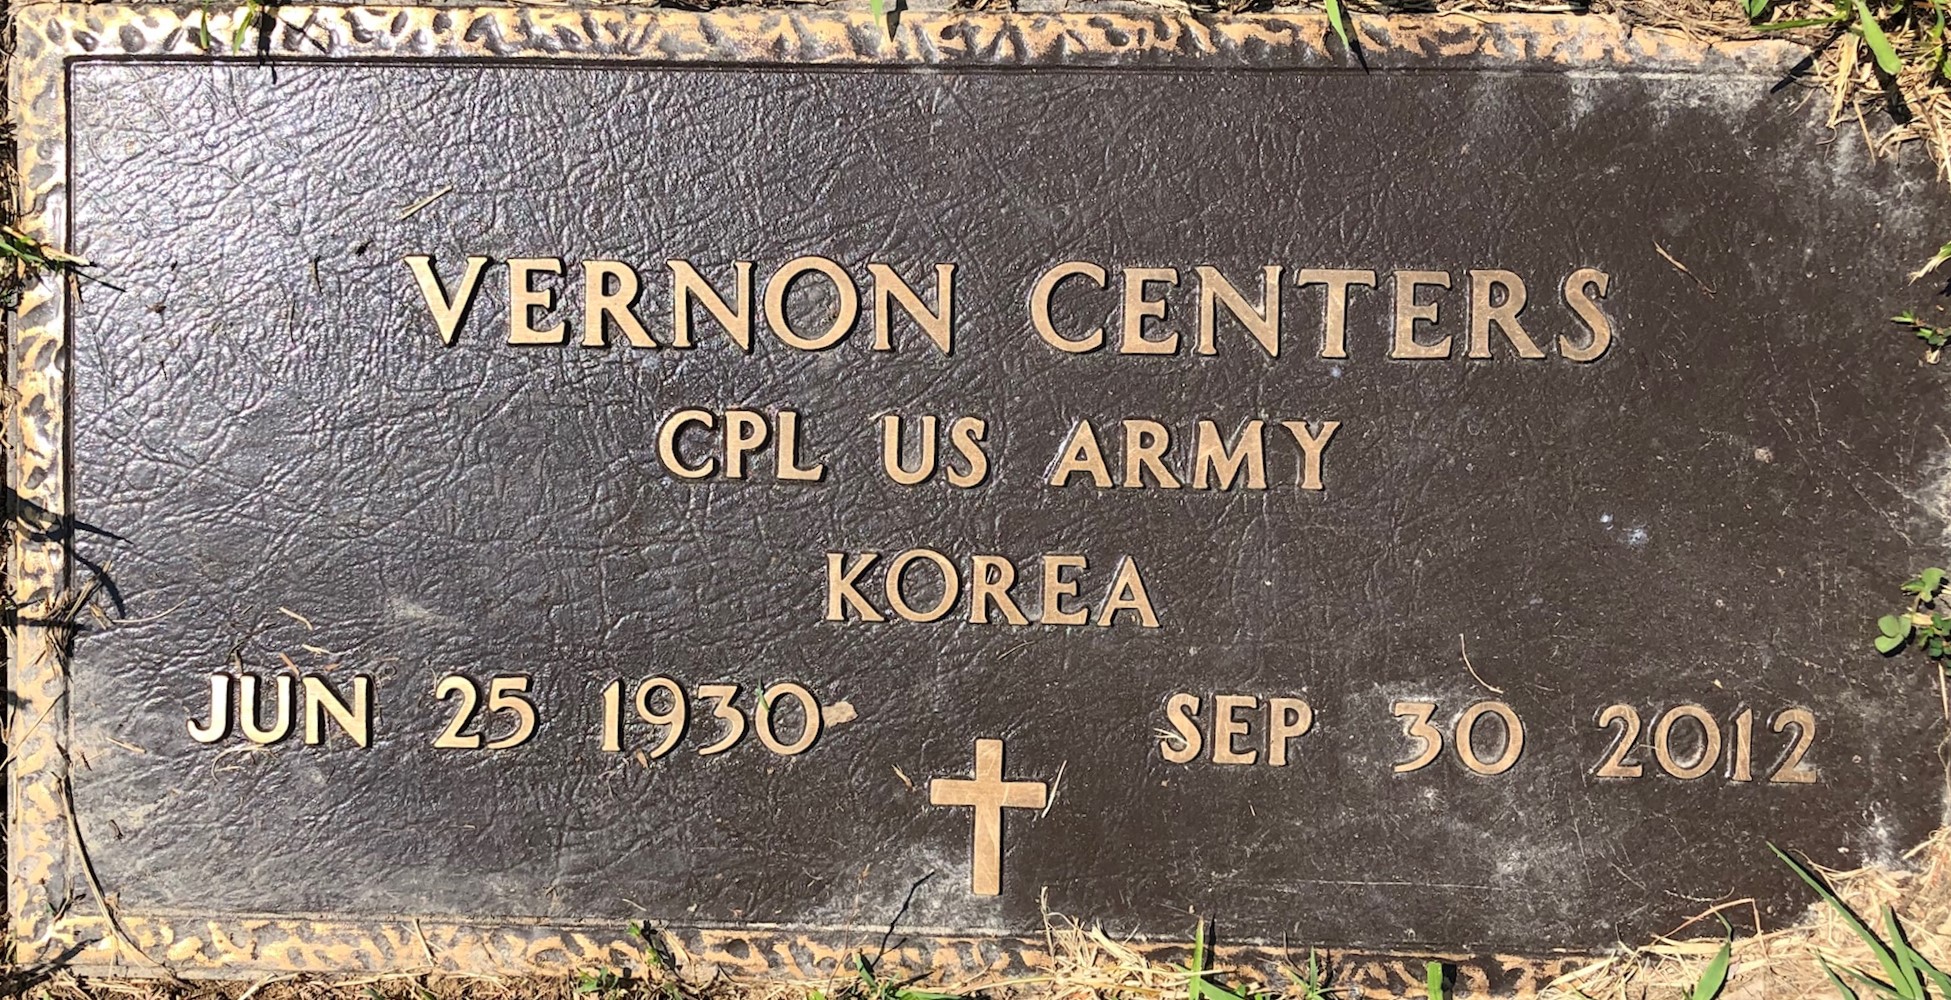 VERNON CENTERS
CPL US ARMY
KOREA
JUN 25 1930 SEP 30 2012